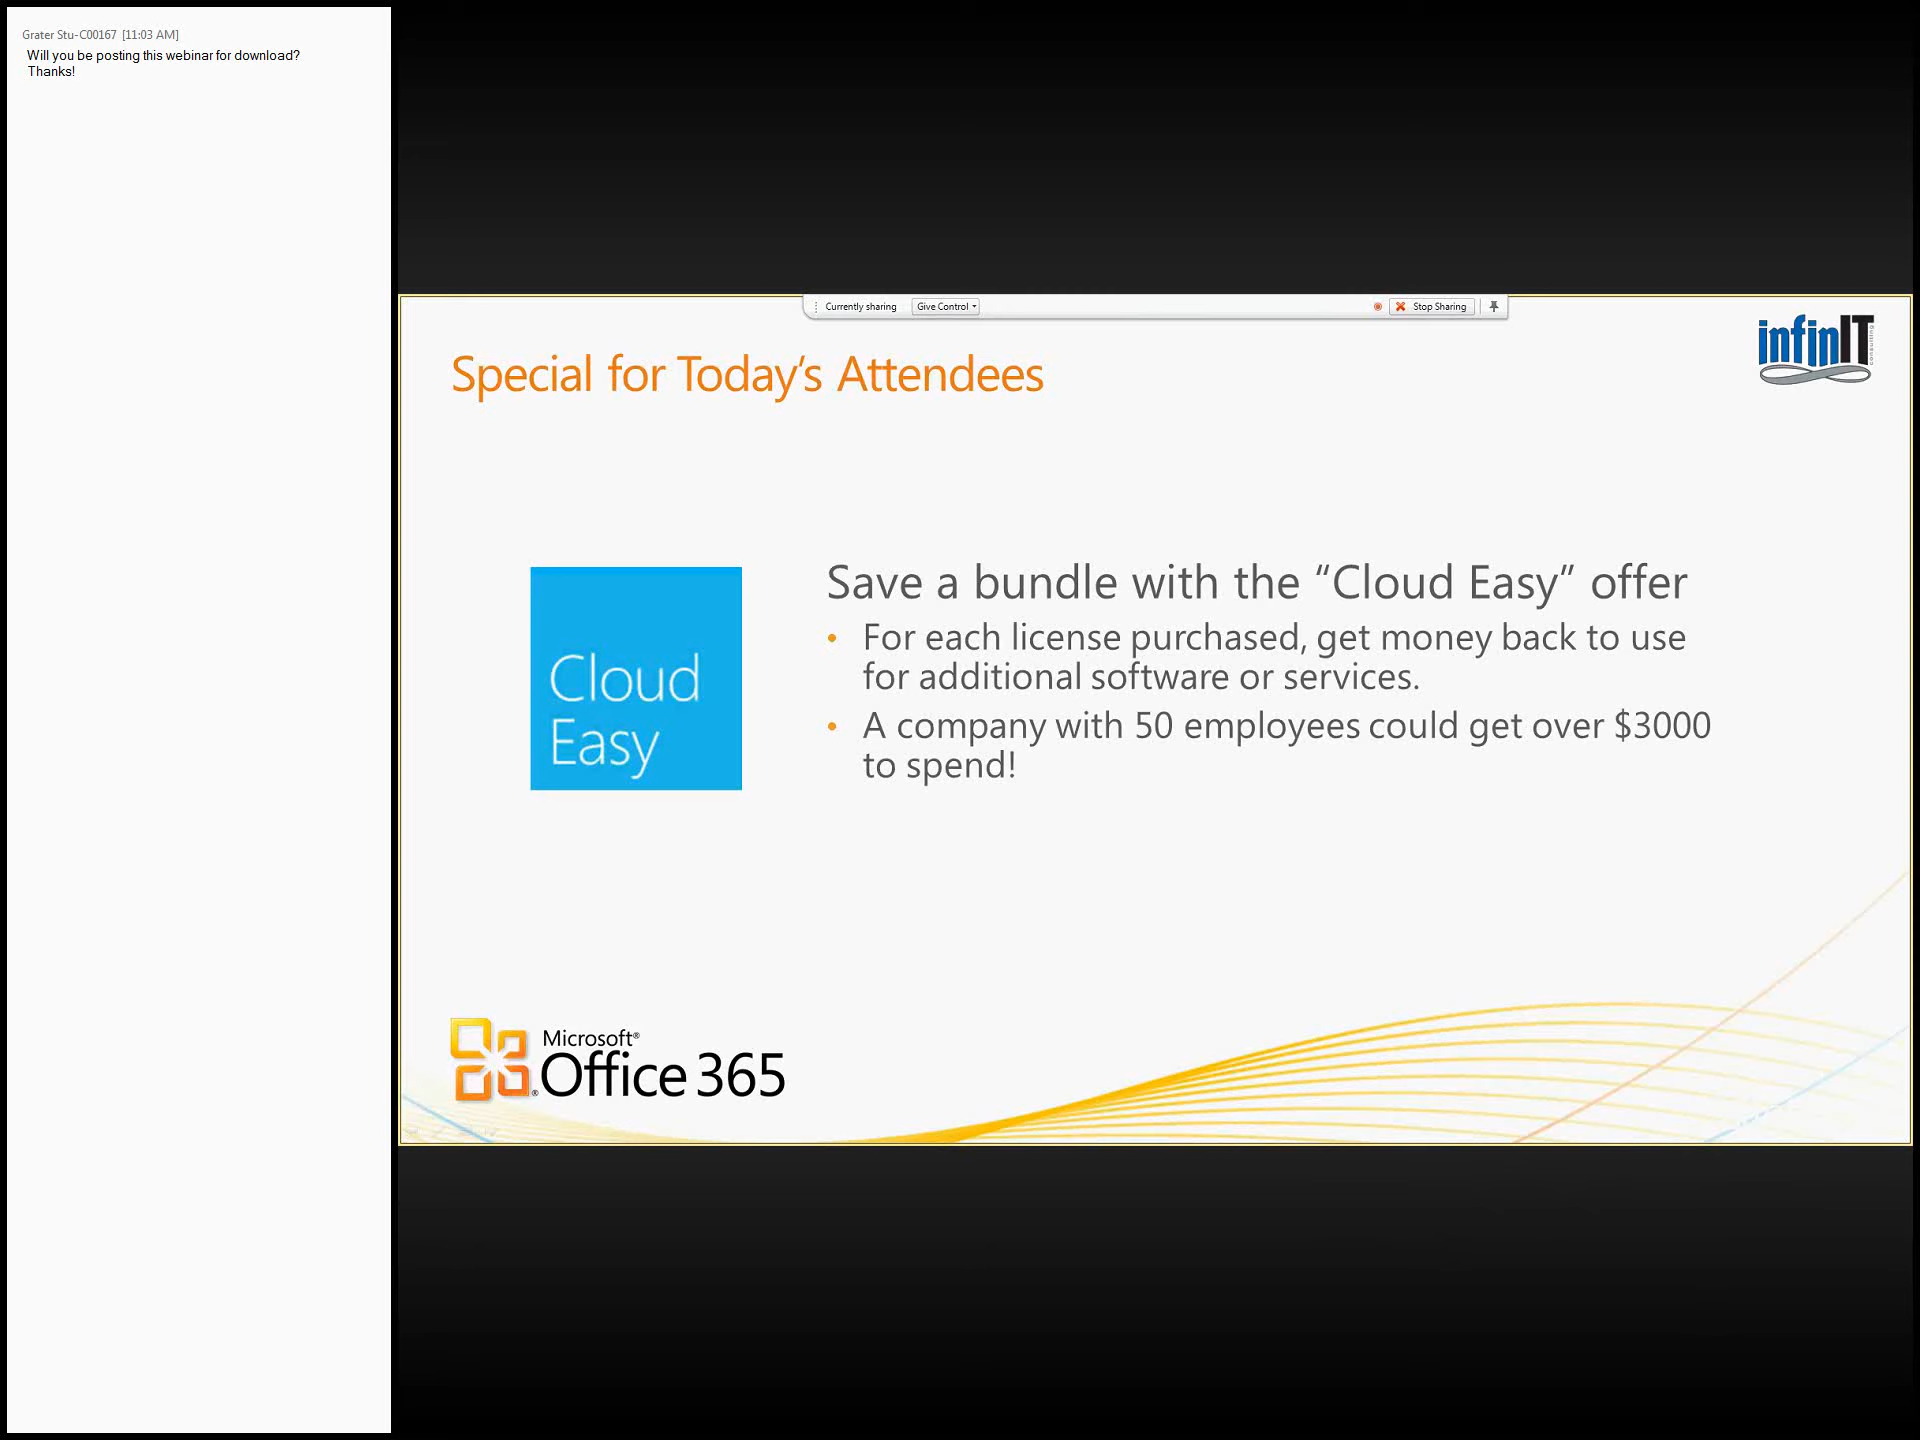 Grater Stu-C00167 [11:03 AM]
Will you be posting this webinar for download?
Thanks!
Currently sharing
Give Control
Stop Sharing
infinIT
consulting
Special for Today's Attendees
Cloud
Easy
Save a bundle with the “Cloud Easy” offer
• For each license purchased, get money back to use
for additional software or services.
• A company with 50 employees could get over $3000
to spend!
Microsoft®
Office 365